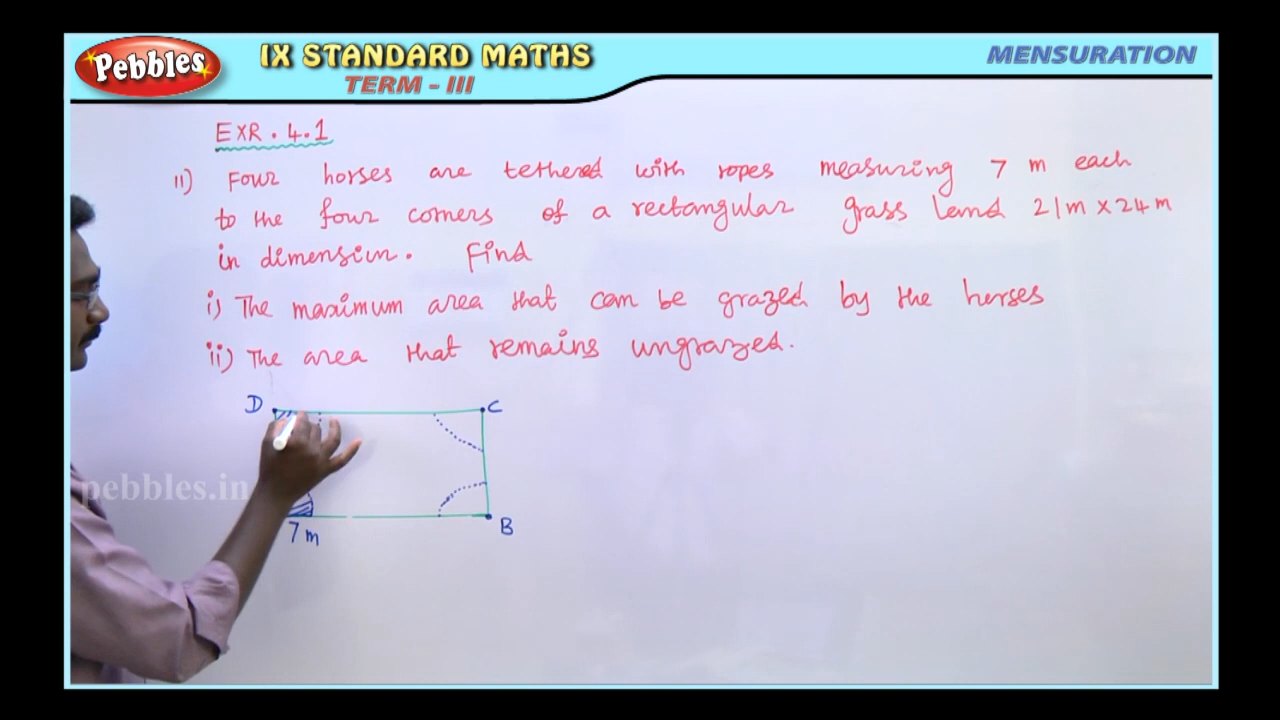 Pebbles
IX STANDARD MATHS
TERM - III
MENSURATION
EXR. 4.1
11) Four horses are tethered with ropes measuring 7 m each
to the four corners of a rectangular grass land 21m x 24m
in dimension. Find
i) The maximum area that can be grazed by the horses
ii) The area that remains ungrazed.
D
C
pebbles.in
7 m
B